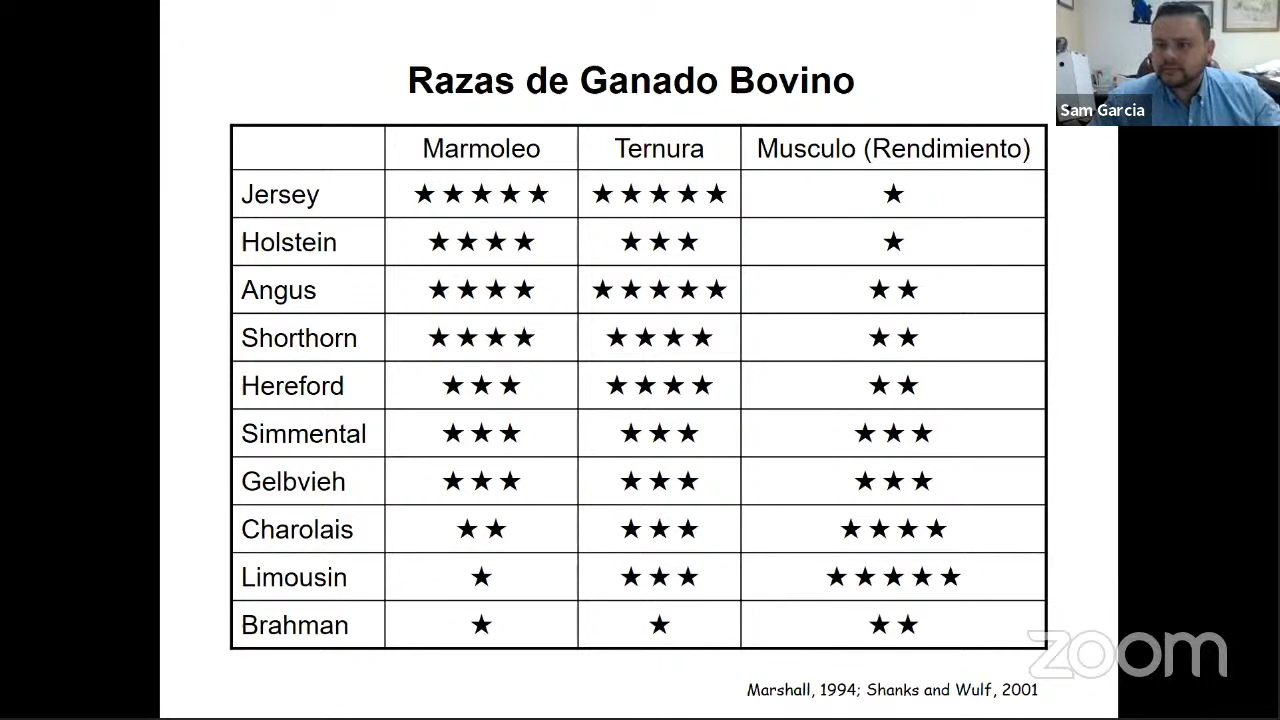 Razas de Ganado Bovino
Sam Garcia
Marmoleo Ternura Musculo (Rendimiento)
Jersey ★★★★★ ★★★★★ ★
Holstein ★★★★ ★★★ ★
Angus ★★★★ ★★★★★ ★★
Shorthorn ★★★★ ★★★★ ★★
Hereford ★★★ ★★★★ ★★
Simmental ★★★ ★★★ ★★★
Gelbvieh ★★★ ★★★ ★★★
Charolais ★★ ★★★ ★★★★
Limousin ★ ★★★ ★★★★★
Brahman ★ ★ ★★
zoom
Marshall, 1994; Shanks and Wulf, 2001